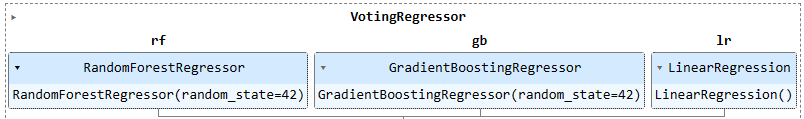 VotingRegressor
rf gb lr
RandomForestRegressor GradientBoostingRegressor LinearRegression
RandomForestRegressor(random_state=42) GradientBoostingRegressor(random_state=42) LinearRegression()